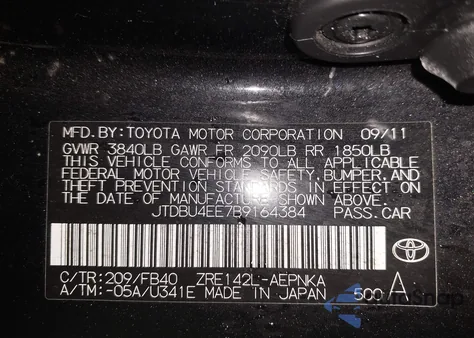 MFD. BY: TOYOTA MOTOR CORPORATION 09/11
GVWR 3840LB GAWR FR 2090LB RR 1850LB
THIS VEHICLE CONFORMS TO ALL APPLICABLE
FEDERAL MOTOR VEHICLE SAFETY, BUMPER, AND
THEFT PREVENTION STANDARDS IN EFFECT ON
THE DATE OF MANUFACTURE SHOWN ABOVE.
JTDBU4EE7B9164384 PASS. CAR
C/TR: 209/FB40 ZRE142L-AEPNKA
A/TM: -05A/U341E MADE IN JAPAN 500 A
TOYOTA
AutoSnap